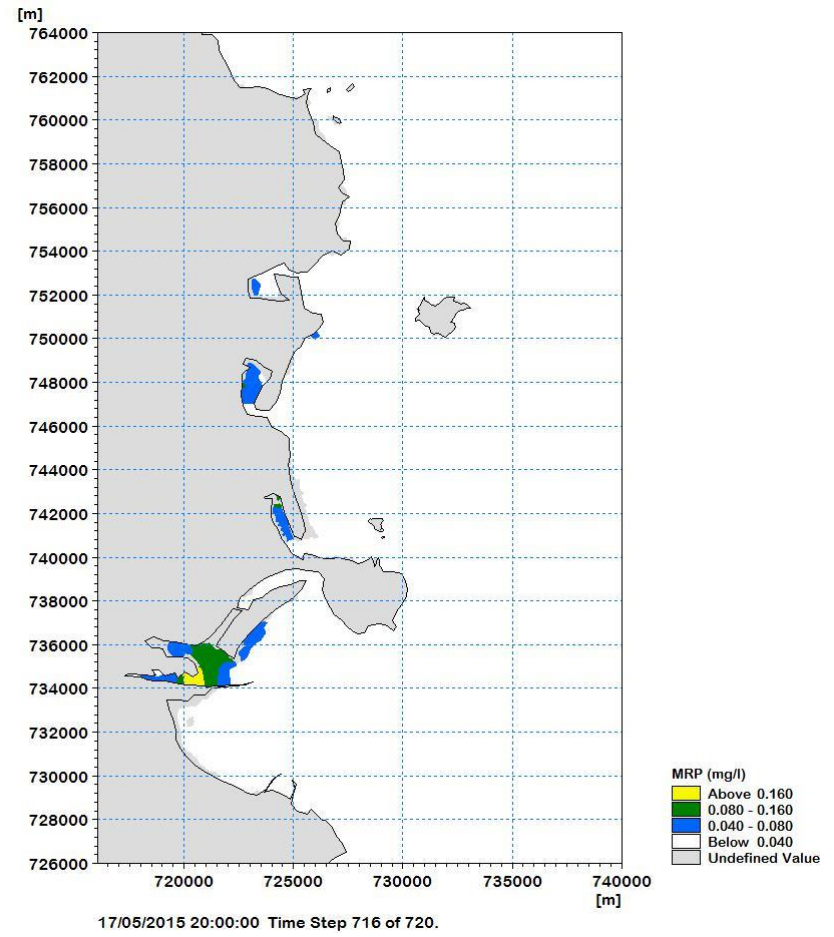 [m]
764000
762000
760000
758000
756000
754000
752000
750000
748000
746000
744000
742000
740000
738000
736000
734000
732000
730000
728000
726000
720000 725000 730000 735000 740000
[m]
MRP (mg/l)
Above 0.160
0.080 - 0.160
0.040 - 0.080
Below 0.040
Undefined Value
17/05/2015 20:00:00 Time Step 716 of 720.